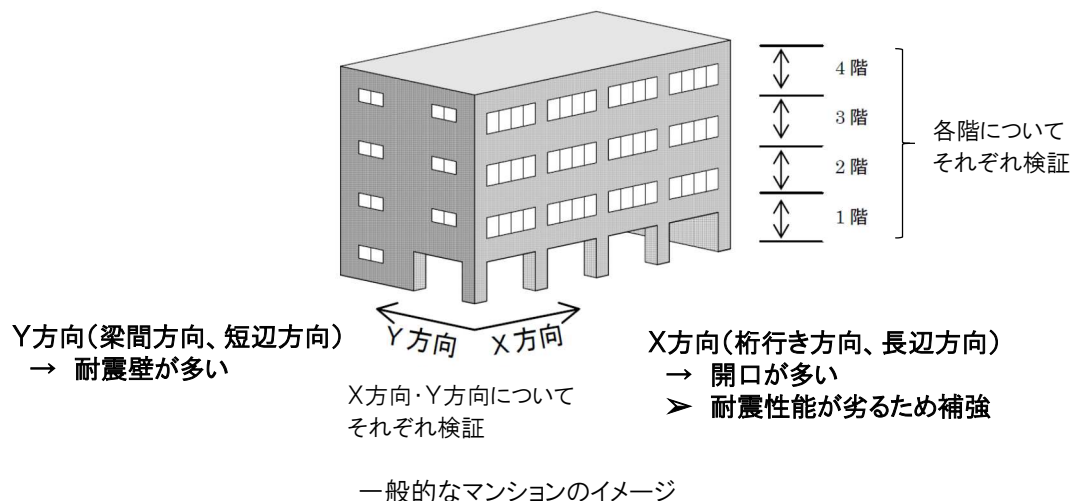 4 階
3 階
2 階
1 階
各階について
それぞれ検証
Y方向(梁間方向、短辺方向)
→ 耐震壁が多い
Y方向
X方向
X方向(桁行き方向、長辺方向)
→ 開口が多い
➢ 耐震性能が劣るため補強
X方向・Y方向について
それぞれ検証
一般的なマンションのイメージ